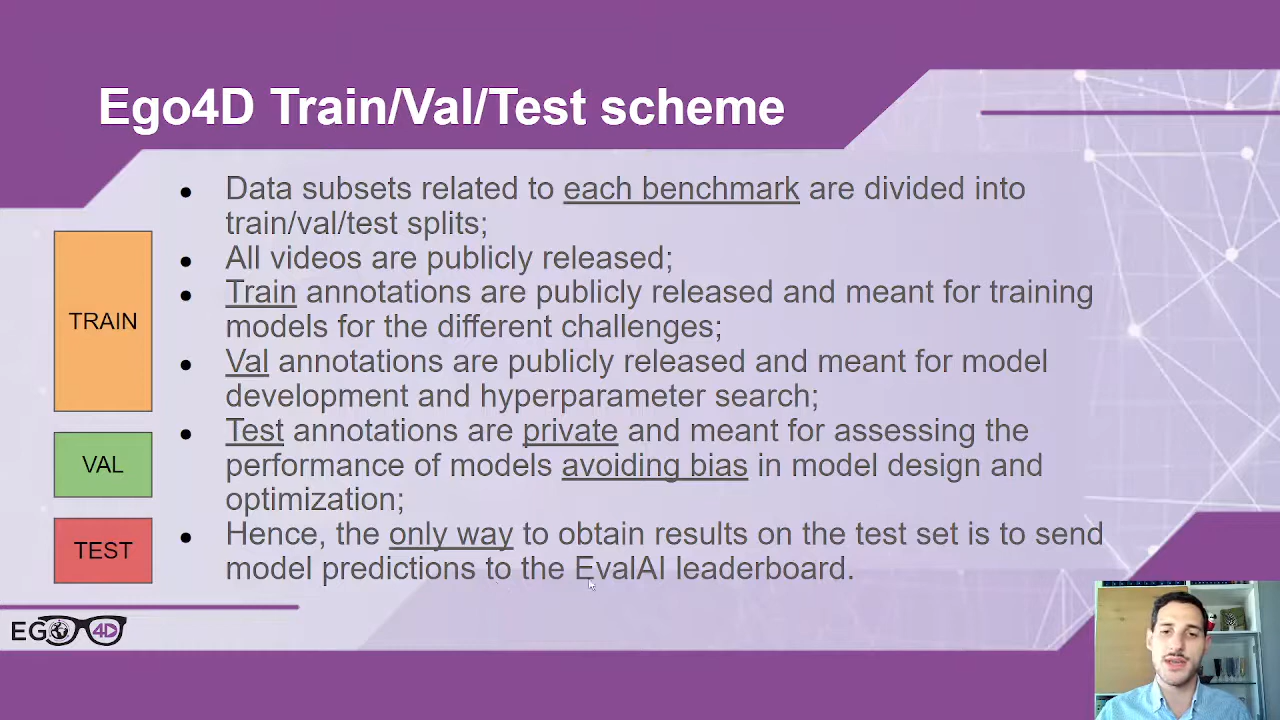 Ego4D Train/Val/Test scheme
● Data subsets related to each benchmark are divided into
train/val/test splits;
● All videos are publicly released;
● Train annotations are publicly released and meant for training
models for the different challenges;
● Val annotations are publicly released and meant for model
development and hyperparameter search;
● Test annotations are private and meant for assessing the
performance of models avoiding bias in model design and
optimization;
● Hence, the only way to obtain results on the test set is to send
model predictions to the EvalAI leaderboard.
TRAIN
VAL
TEST
EGO4D